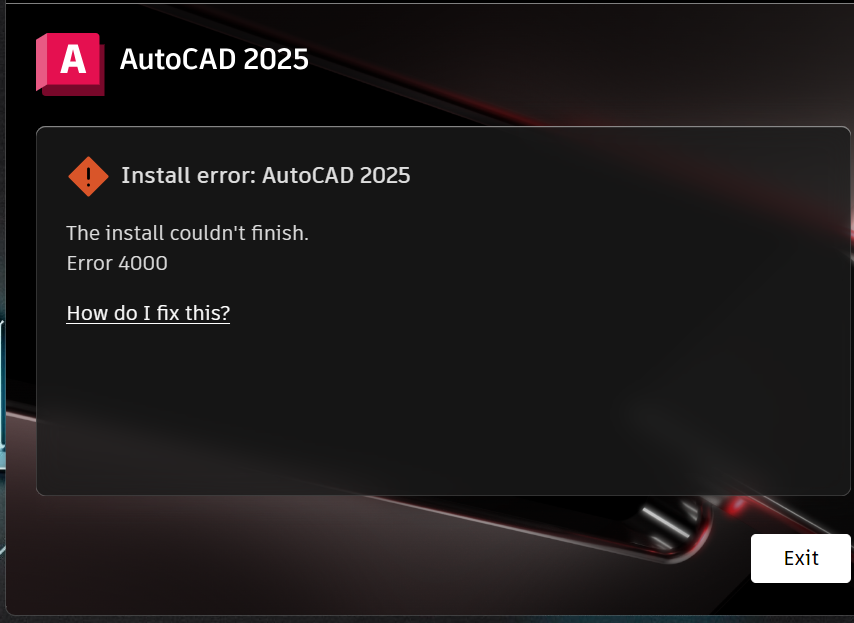 A
AutoCAD 2025
Install error: AutoCAD 2025
The install couldn't finish.
Error 4000
How do I fix this?
Exit